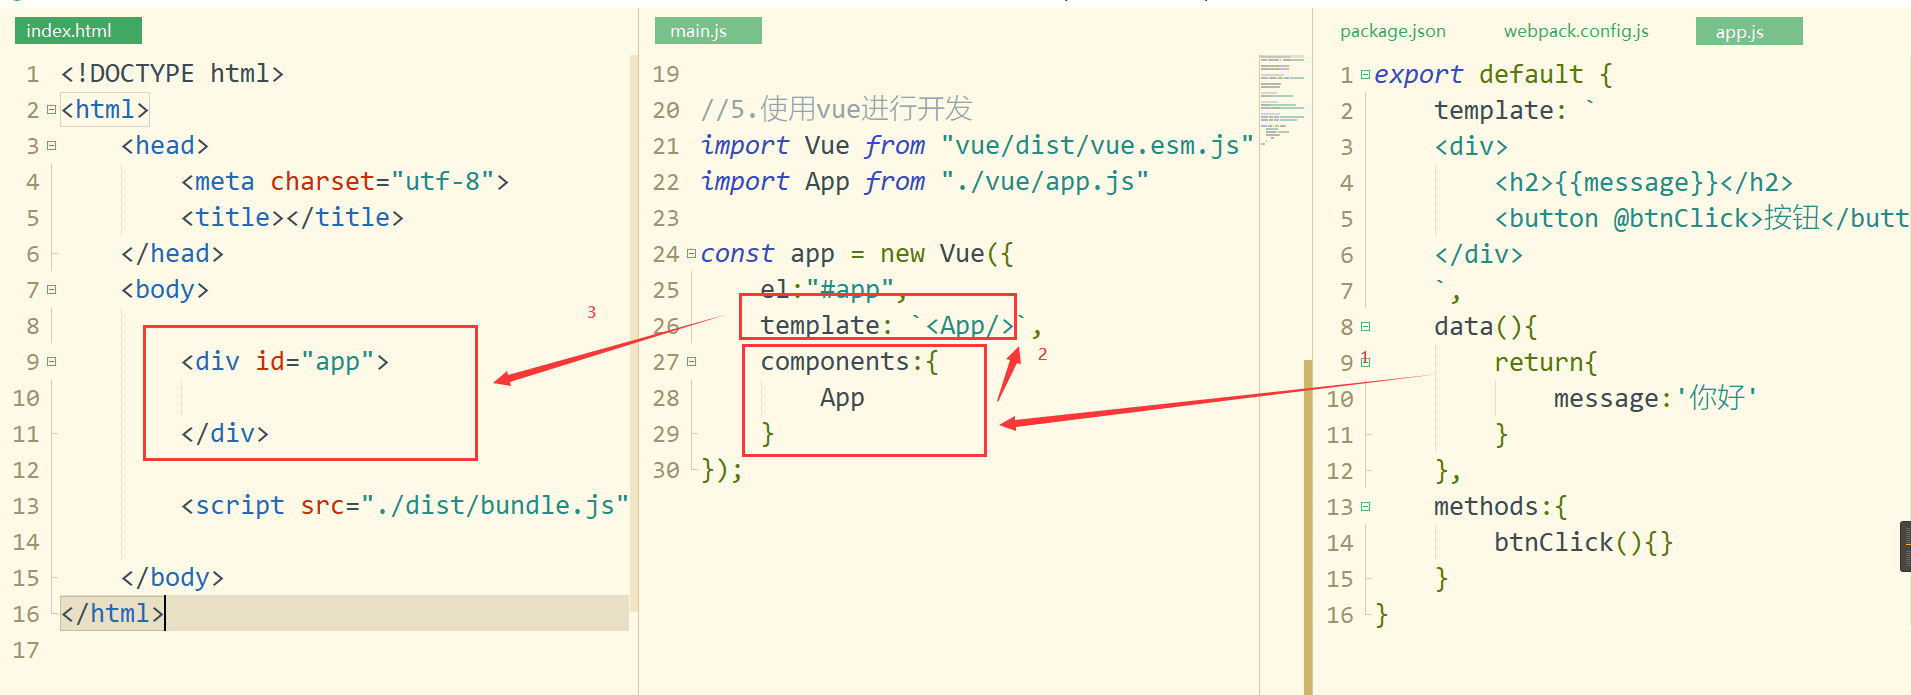 index.html
1 <!DOCTYPE html>
2 <html>
3 <head>
4 <meta charset="utf-8">
5 <title></title>
6 </head>
7 <body>
8
9 <div id="app">
10
11 </div>
12
13 <script src="./dist/bundle.js"
14
15 </body>
16 </html>
17
3
main.js
19
20 //5.使用vue进行开发
21 import Vue from "vue/dist/vue.esm.js"
22 import App from "./vue/app.js"
23
24 const app = new Vue({
25 el:"#app",
26 template: `<App/>`,
27 components:{
28 App
29 }
30 });
2
package.json webpack.config.js app.js
1 export default {
2 template: `
3 <div>
4 <h2>{{message}}</h2>
5 <button @btnClick>按钮</butt
6 </div>
7 `,
8 data(){
9 return{
10 message:'你好'
11 }
12 },
13 methods:{
14 btnClick(){}
15 }
16 }
1